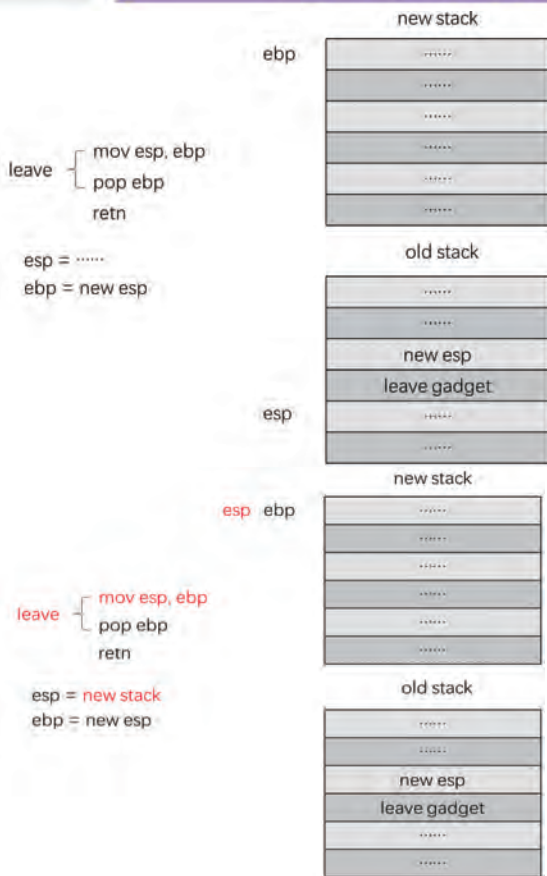 new stack
ebp
……
……
……
……
……
……
leave
mov esp, ebp
pop ebp
retn
esp = ……
ebp = new esp
old stack
……
……
new esp
leave gadget
esp
……
……
new stack
esp ebp
……
……
……
……
……
……
leave
mov esp, ebp
pop ebp
retn
esp = new stack
ebp = new esp
old stack
……
……
new esp
leave gadget
……
……